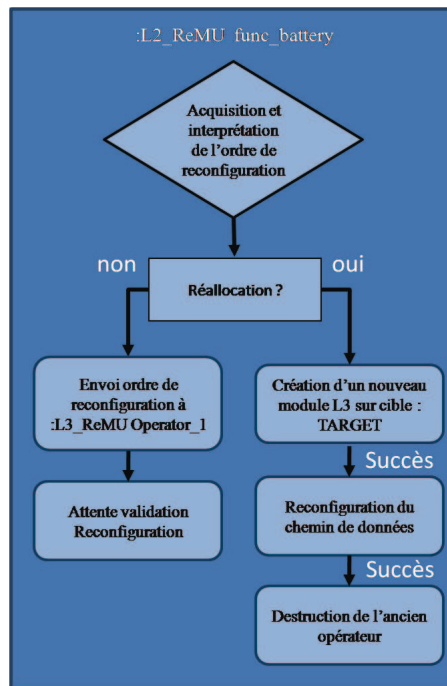 :L2_ReMU func_battery
Acquisition et
interprétation
de l'ordre de
reconfiguration
non
oui
Réallocation ?
Envoi ordre de
reconfiguration à
:L3_ReMU Operator_1
Création d'un nouveau
module L3 sur cible :
TARGET
Succès
Attente validation
Reconfiguration
Reconfiguration du
chemin de données
Succès
Destruction de l'ancien
opérateur